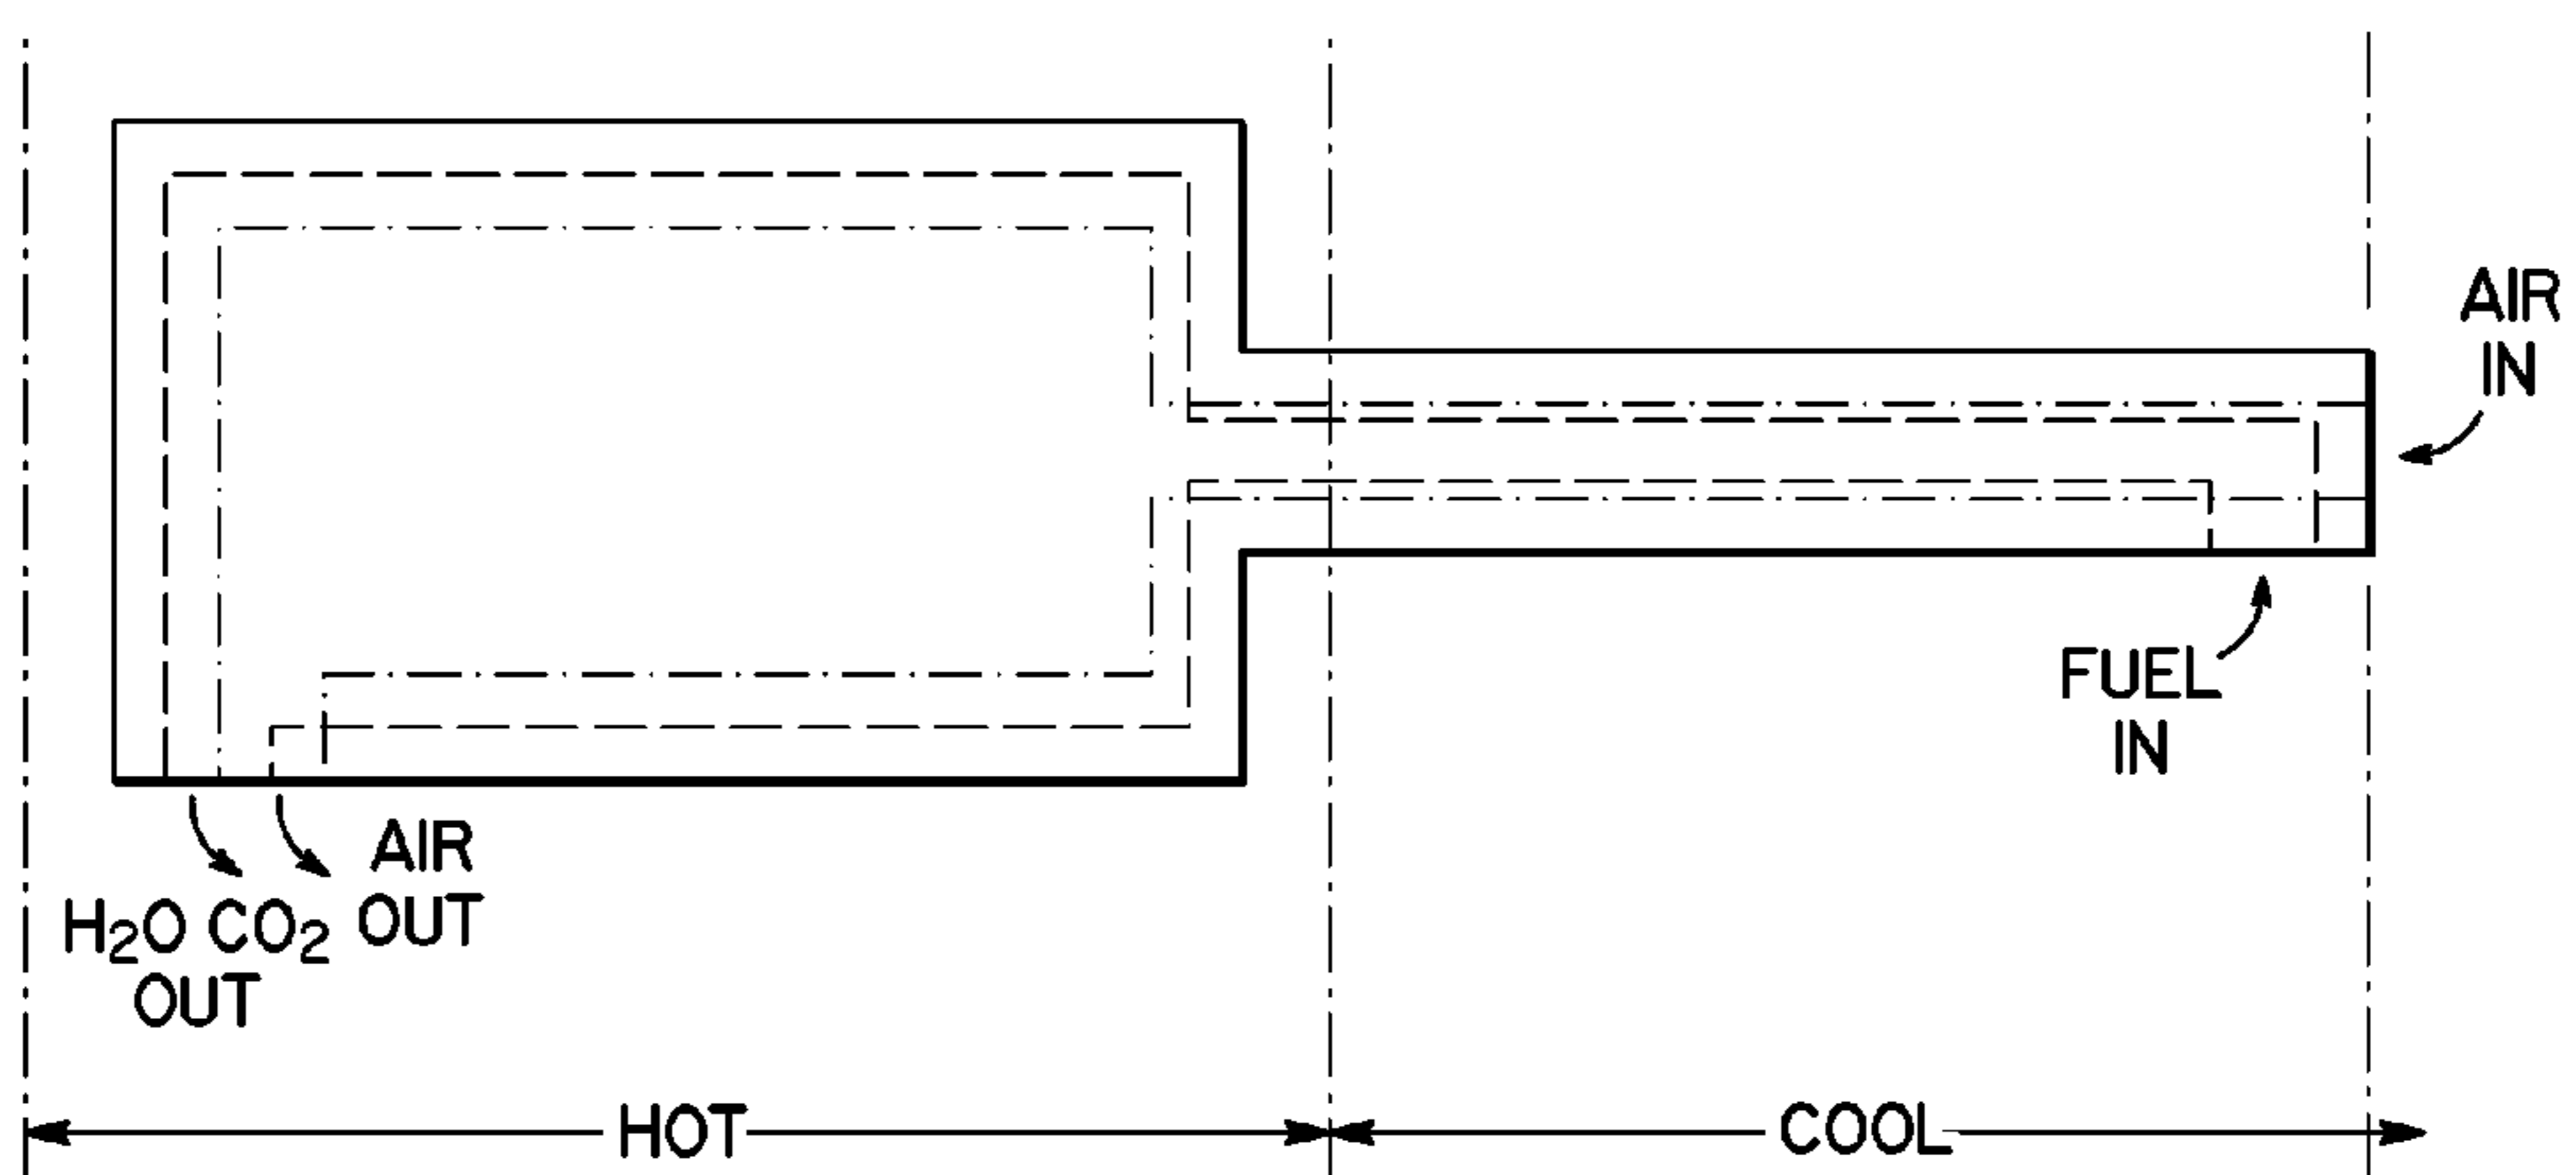 AIR
IN
FUEL
IN
AIR
OUT
H₂O CO₂
OUT
HOT
COOL